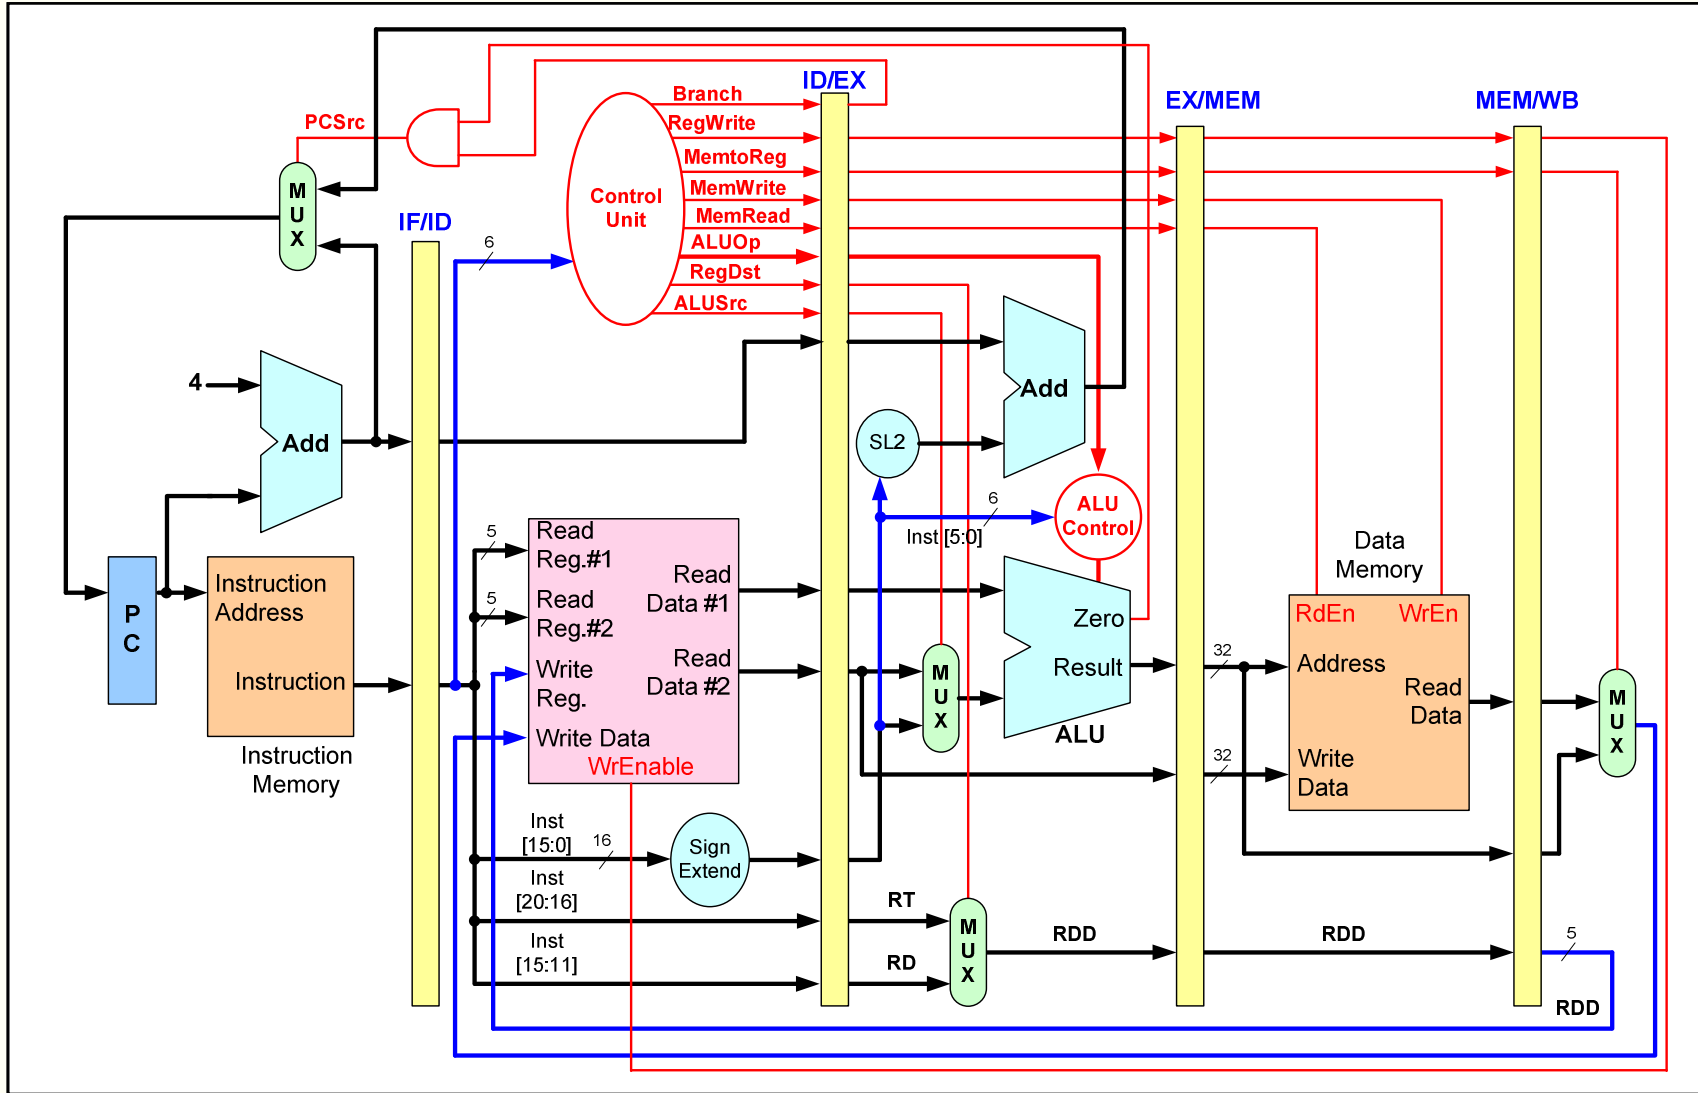 ID/EX
EX/MEM
MEM/WB
Branch
PCSrc
RegWrite
MemtoReg
MemWrite
MemRead
ALUOp
RegDst
ALUSrc
Control
Unit
M
U
X
IF/ID
6
4
Add
Add
SL2
6
Inst [5:0]
ALU
Control
P
C
Instruction
Address
Instruction
Instruction
Memory
5
5
Read
Reg.#1
Read
Reg.#2
Write
Reg.
Write Data
WrEnable
Read
Data #1
Read
Data #2
M
U
X
Zero
Result
ALU
Data
Memory
RdEn
WrEn
32
Address
Read
Data
32
Write
Data
M
U
X
Inst
[15:0]
16
Sign
Extend
Inst
[20:16]
RT
Inst
[15:11]
RD
M
U
X
RDD
RDD
5
RDD